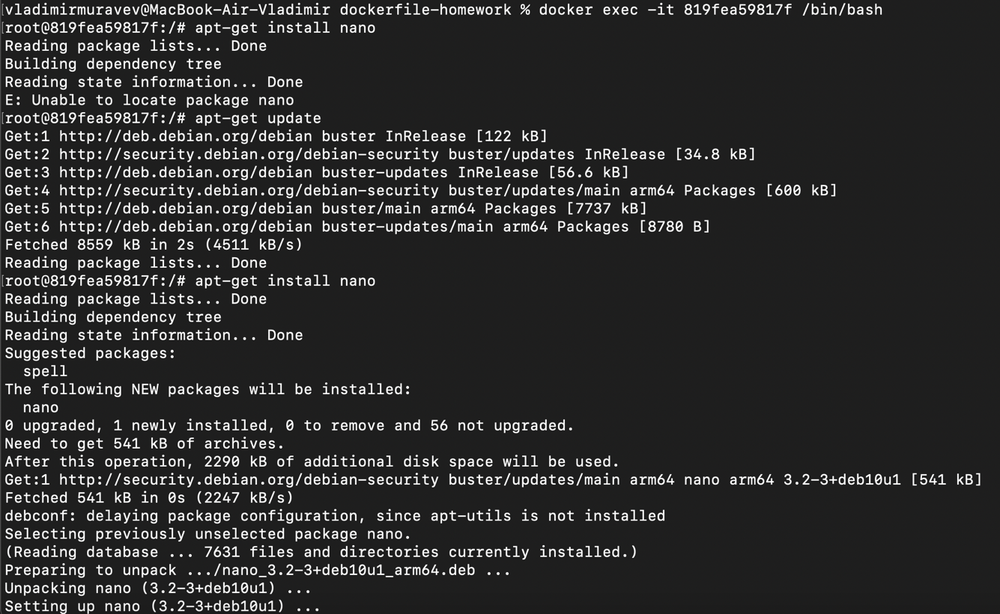 [vladimirmuravev@MacBook-Air-Vladimir dockerfile-homework % docker exec -it 819fea59817f /bin/bash
[root@819fea59817f:/# apt-get install nano
Reading package lists... Done
Building dependency tree
Reading state information... Done
E: Unable to locate package nano
[root@819fea59817f:/# apt-get update
Get:1 http://deb.debian.org/debian buster InRelease [122 kB]
Get:2 http://security.debian.org/debian-security buster/updates InRelease [34.8 kB]
Get:3 http://deb.debian.org/debian buster-updates InRelease [56.6 kB]
Get:4 http://security.debian.org/debian-security buster/updates/main arm64 Packages [600 kB]
Get:5 http://deb.debian.org/debian buster/main arm64 Packages [7737 kB]
Get:6 http://deb.debian.org/debian buster-updates/main arm64 Packages [8780 B]
Fetched 8559 kB in 2s (4511 kB/s)
Reading package lists... Done
[root@819fea59817f:/# apt-get install nano
Reading package lists... Done
Building dependency tree
Reading state information... Done
Suggested packages:
  spell
The following NEW packages will be installed:
  nano
0 upgraded, 1 newly installed, 0 to remove and 56 not upgraded.
Need to get 541 kB of archives.
After this operation, 2290 kB of additional disk space will be used.
Get:1 http://security.debian.org/debian-security buster/updates/main arm64 nano arm64 3.2-3+deb10u1 [541 kB]
Fetched 541 kB in 0s (2247 kB/s)
debconf: delaying package configuration, since apt-utils is not installed
Selecting previously unselected package nano.
(Reading database ... 7631 files and directories currently installed.)
Preparing to unpack .../nano_3.2-3+deb10u1_arm64.deb ...
Unpacking nano (3.2-3+deb10u1) ...
Setting up nano (3.2-3+deb10u1) ...